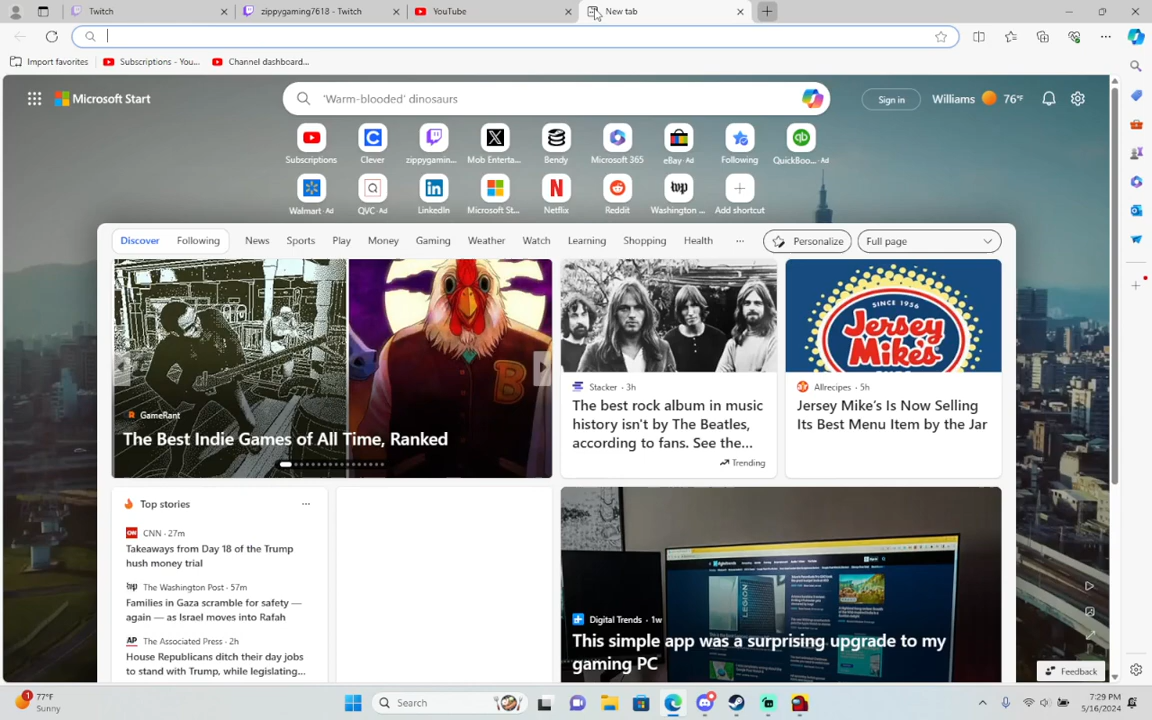 Twitch
zippygaming7618 - Twitch
YouTube
New tab
Import favorites
Subscriptions - You...
Channel dashboard...
Microsoft Start
'Warm-blooded' dinosaurs
Sign in
Williams
76°F
Subscriptions
Clever
zippygamin...
Mob Enterta...
Bendy
Microsoft 365
eBay · Ad
Following
QuickBoo... · Ad
Walmart · Ad
QVC · Ad
LinkedIn
Microsoft St...
Netflix
Reddit
Washington ...
Add shortcut
Discover
Following
News
Sports
Play
Money
Gaming
Weather
Watch
Learning
Shopping
Health
Personalize
Full page
GameRant
The Best Indie Games of All Time, Ranked
Stacker · 3h
The best rock album in music
history isn't by The Beatles,
according to fans. See the...
Trending
SINCE 1956
JERSEY
MIKE'S
Allrecipes · 5h
Jersey Mike's Is Now Selling
Its Best Menu Item by the Jar
Top stories
CNN · 27m
Takeaways from Day 18 of the Trump
hush money trial
The Washington Post · 57m
Families in Gaza scramble for safety —
again — as Israel moves into Rafah
The Associated Press · 2h
House Republicans ditch their day jobs
to stand with Trump, while legislating...
LEGION
Digital Trends · 1w
This simple app was a surprising upgrade to my
gaming PC
Feedback
77°F
Sunny
Search
7:29 PM
5/16/2024